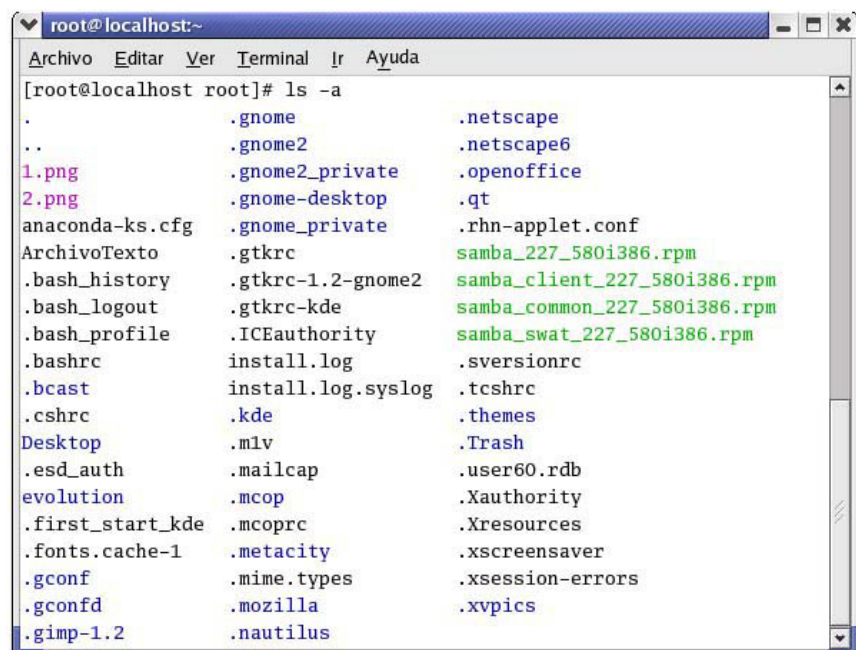 root@localhost:~
Archivo Editar Ver Terminal Ir Ayuda
[root@localhost root]# ls -a
. .gnome .netscape
.. .gnome2 .netscape6
1.png .gnome2_private .openoffice
2.png .gnome-desktop .qt
anaconda-ks.cfg .gnome_private .rhn-applet.conf
ArchivoTexto .gtkrc samba_227_580i386.rpm
.bash_history .gtkrc-1.2-gnome2 samba_client_227_580i386.rpm
.bash_logout .gtkrc-kde samba_common_227_580i386.rpm
.bash_profile .ICEauthority samba_swat_227_580i386.rpm
.bashrc install.log .sversionrc
.bcast install.log.syslog .tcshrc
.cshrc .kde .themes
Desktop .m1v .Trash
.esd_auth .mailcap .user60.rdb
evolution .mcop .Xauthority
.first_start_kde .mcoprc .Xresources
.fonts.cache-1 .metacity .xscreensaver
.gconf .mime.types .xsession-errors
.gconfd .mozilla .xvpics
.gimp-1.2 .nautilus